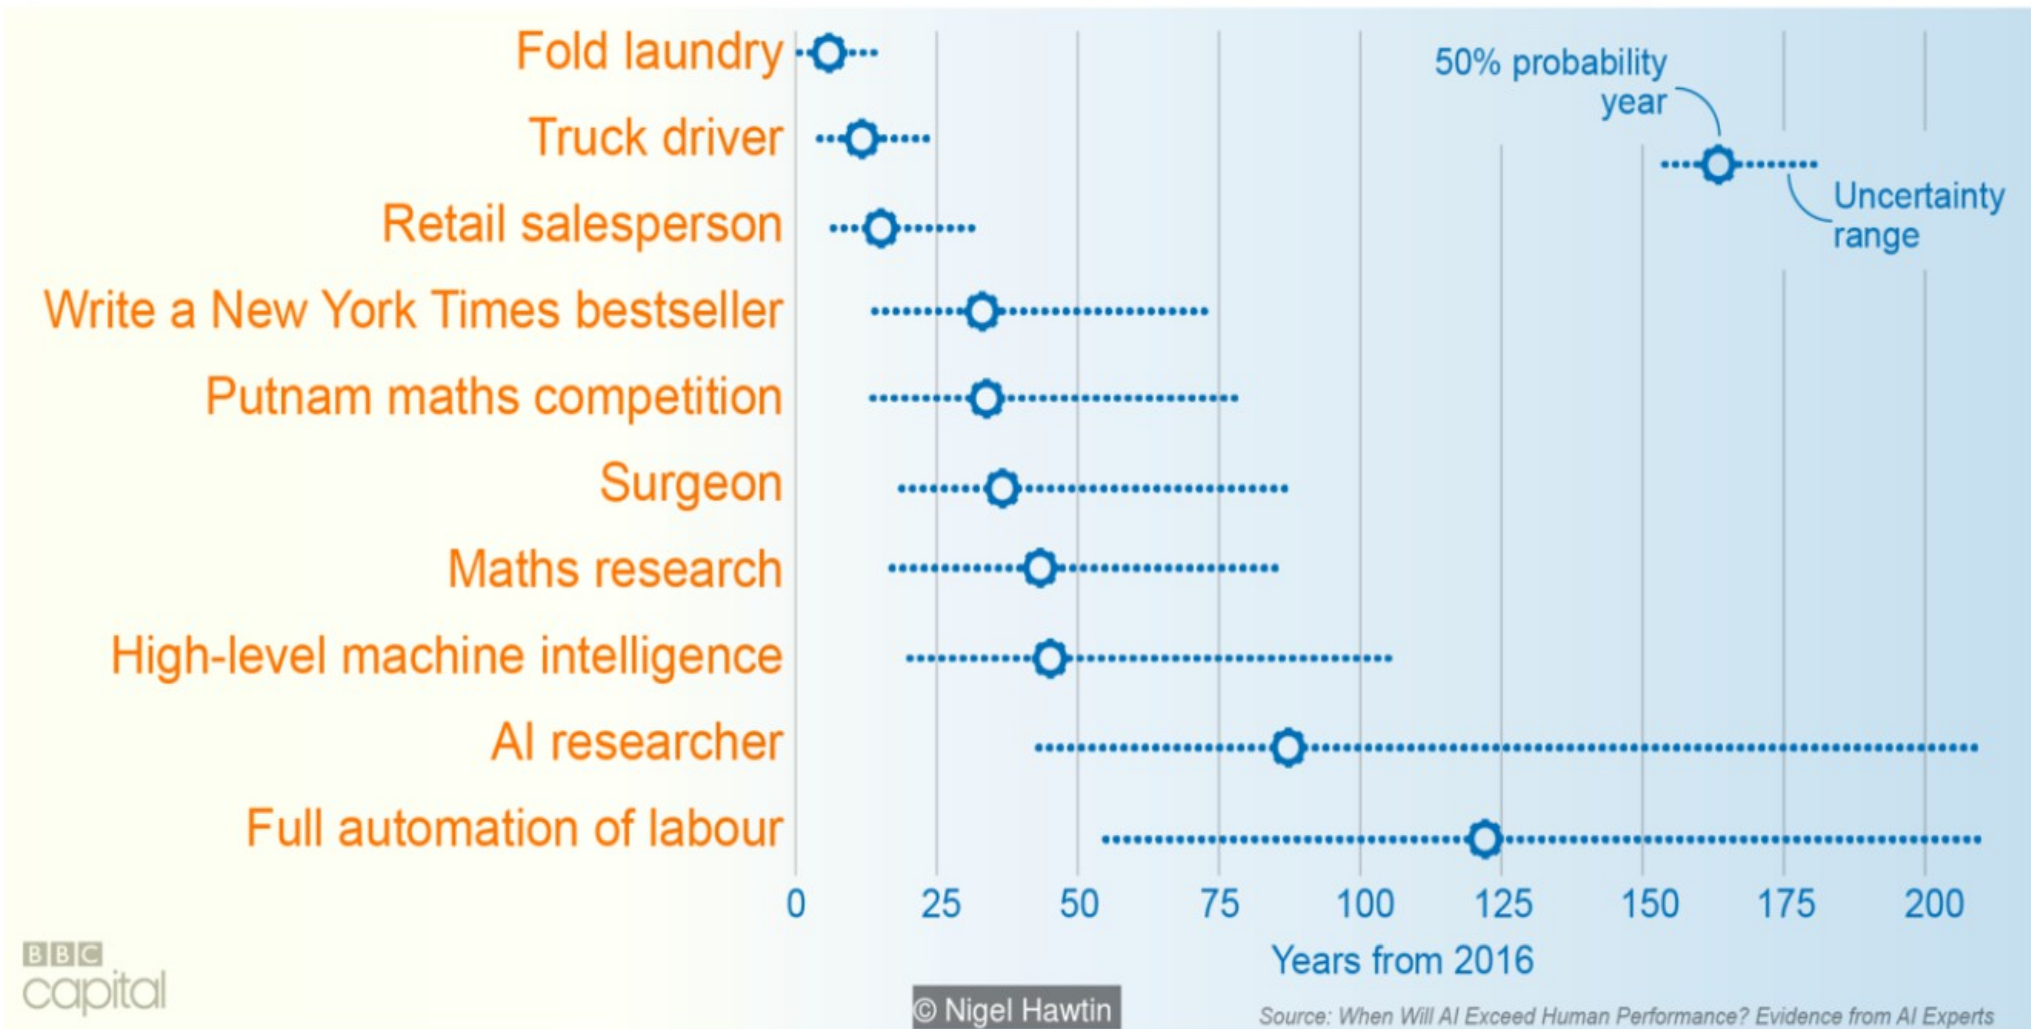 Fold laundry
Truck driver
Retail salesperson
Write a New York Times bestseller
Putnam maths competition
Surgeon
Maths research
High-level machine intelligence
AI researcher
Full automation of labour
50% probability
year
Uncertainty
range
0 25 50 75 100 125 150 175 200
Years from 2016
BBC
capital
© Nigel Hawtin
Source: When Will AI Exceed Human Performance? Evidence from AI Experts